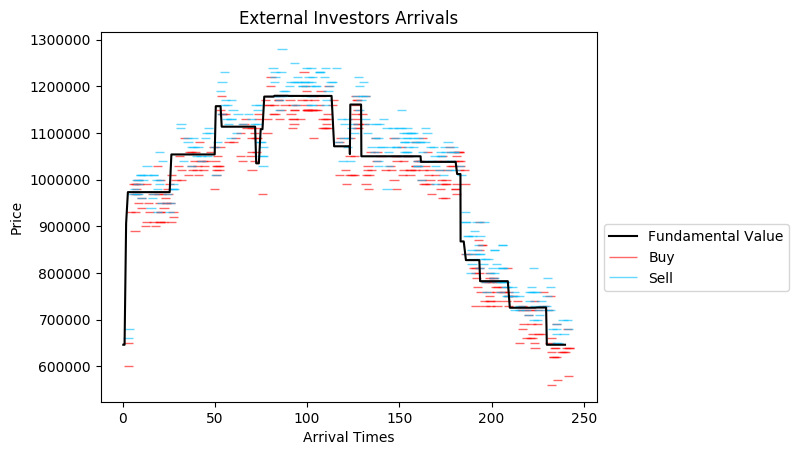 External Investors Arrivals
1300000
1200000
1100000
1000000
900000
800000
700000
600000
Price
0
50
100
150
200
250
Arrival Times
Fundamental Value
Buy
Sell